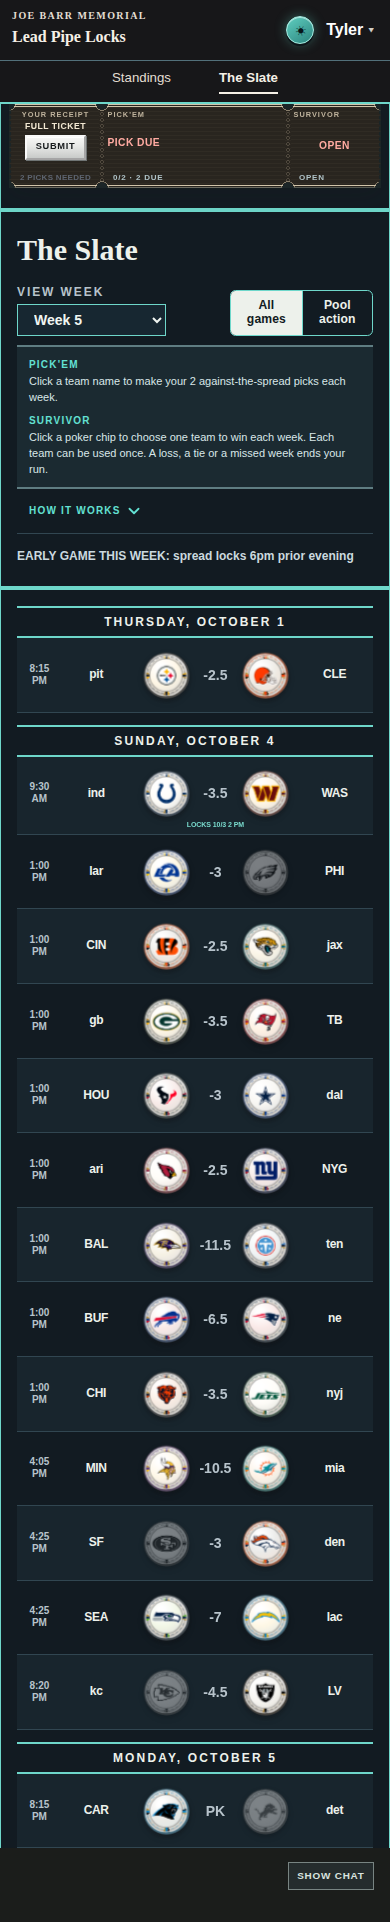 JOE BARR MEMORIAL
Lead Pipe Locks
Tyler
Standings
The Slate
YOUR RECEIPT
FULL TICKET
SUBMIT
2 PICKS NEEDED
PICK'EM
PICK DUE
0/2 · 2 DUE
SURVIVOR
OPEN
OPEN
The Slate
VIEW WEEK
Week 5
All games
Pool action
PICK'EM
Click a team name to make your 2 against-the-spread picks each
week.
SURVIVOR
Click a poker chip to choose one team to win each week. Each
team can be used once. A loss, a tie or a missed week ends your
run.
HOW IT WORKS
EARLY GAME THIS WEEK: spread locks 6pm prior evening
THURSDAY, OCTOBER 1
8:15 PM pit -2.5 CLE
SUNDAY, OCTOBER 4
9:30 AM ind -3.5 WAS
LOCKS 10/3 2 PM
1:00 PM lar -3 PHI
1:00 PM CIN -2.5 jax
1:00 PM gb -3.5 TB
1:00 PM HOU -3 dal
1:00 PM ari -2.5 NYG
1:00 PM BAL -11.5 ten
1:00 PM BUF -6.5 ne
1:00 PM CHI -3.5 nyj
4:05 PM MIN -10.5 mia
4:25 PM SF -3 den
4:25 PM SEA -7 lac
8:20 PM kc -4.5 LV
MONDAY, OCTOBER 5
8:15 PM CAR PK det
SHOW CHAT